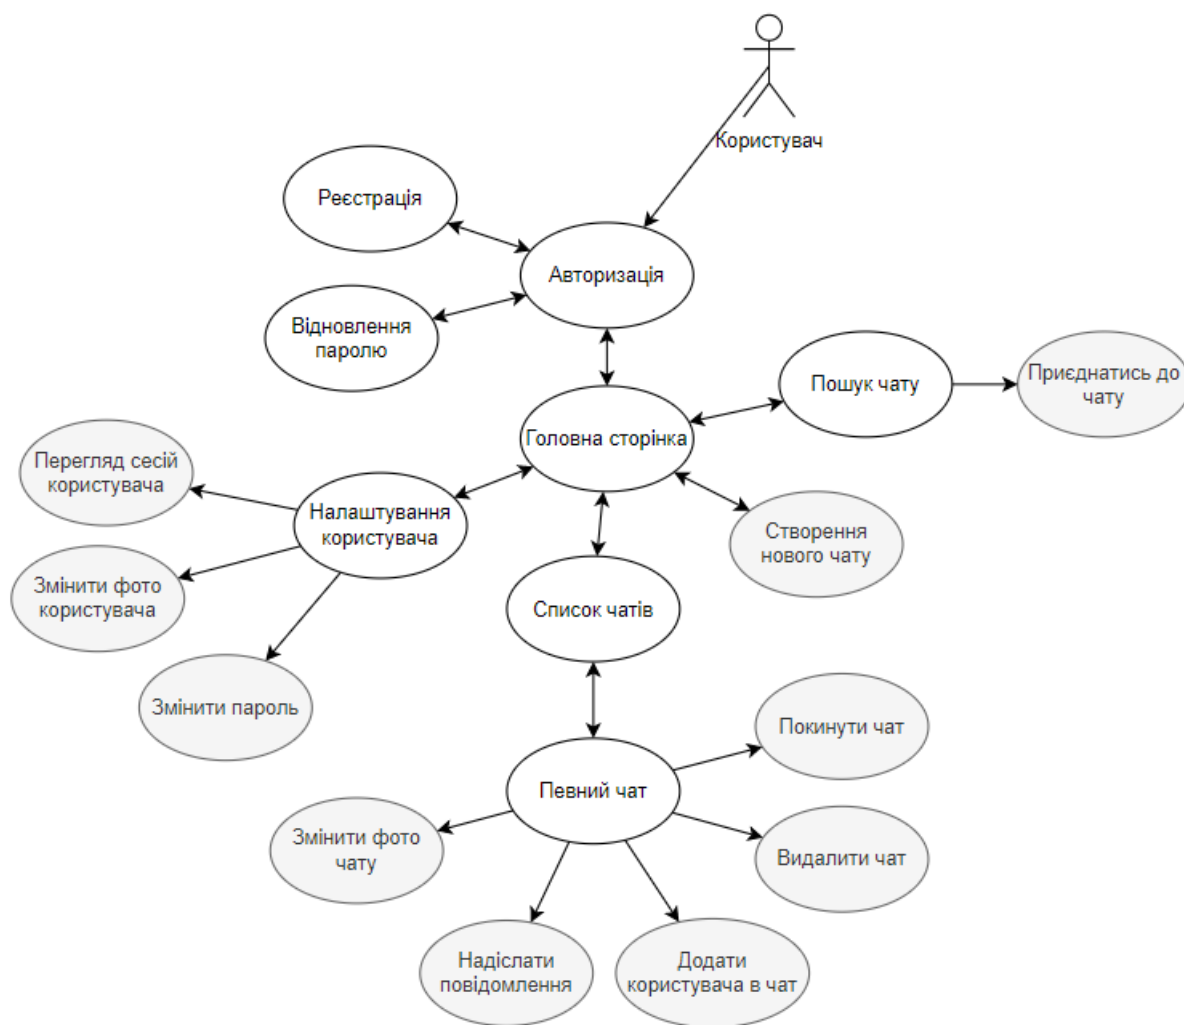 Користувач
Реєстрація
Авторизація
Відновлення
паролю
Пошук чату
Приєднатись до
чату
Головна сторінка
Перегляд сесій
користувача
Налаштування
користувача
Створення
нового чату
Змінити фото
користувача
Список чатів
Змінити пароль
Покинути чат
Певний чат
Змінити фото
чату
Видалити чат
Надіслати
повідомлення
Додати
користувача в чат